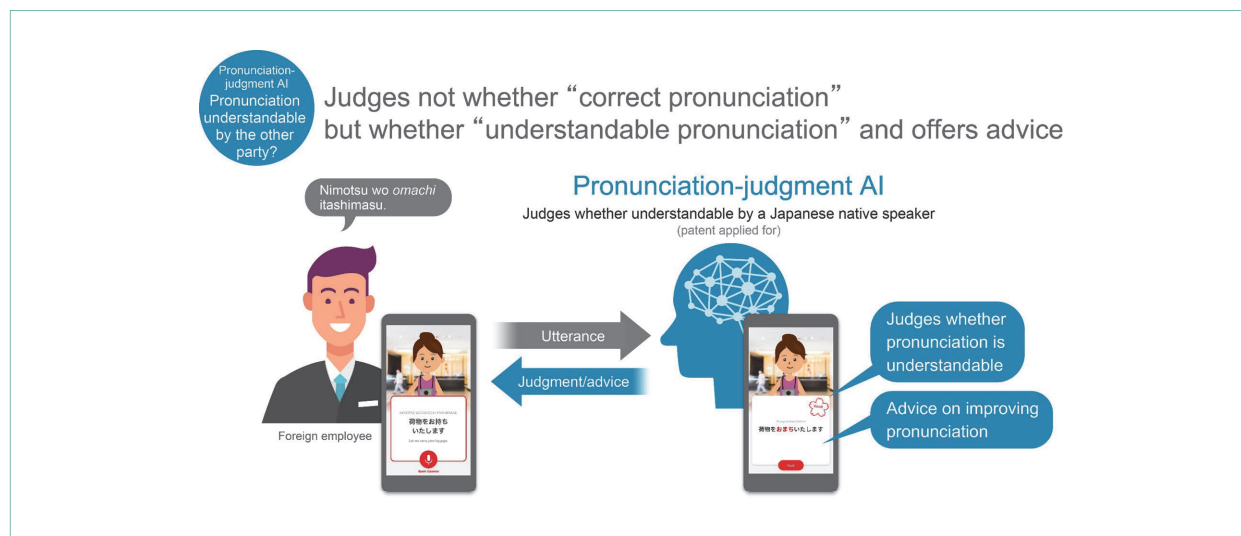 Pronunciation-
judgment AI
Pronunciation
understandable
by the other
party?
Judges not whether “correct pronunciation”
but whether “understandable pronunciation” and offers advice
Nimotsu wo omachi
itashimasu.
Pronunciation-judgment AI
Judges whether understandable by a Japanese native speaker
(patent applied for)
Utterance
Judgment/advice
Judges whether
pronunciation is
understandable
Advice on improving
pronunciation
Foreign employee
荷物をお持ち
いたします
荷物をおまちいたします